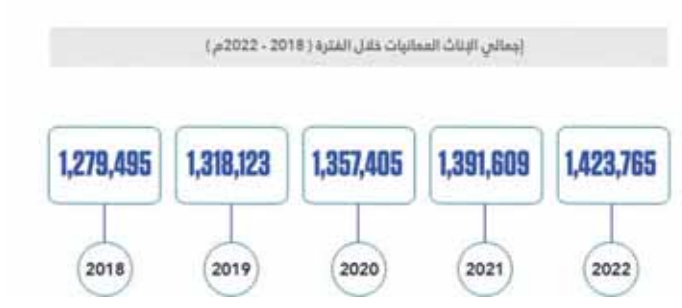 إجمالي الإناث العمانيات خلال الفترة ( 2018 - 2022م )
1,279,495 1,318,123 1,357,405 1,391,609 1,423,765
2018 2019 2020 2021 2022